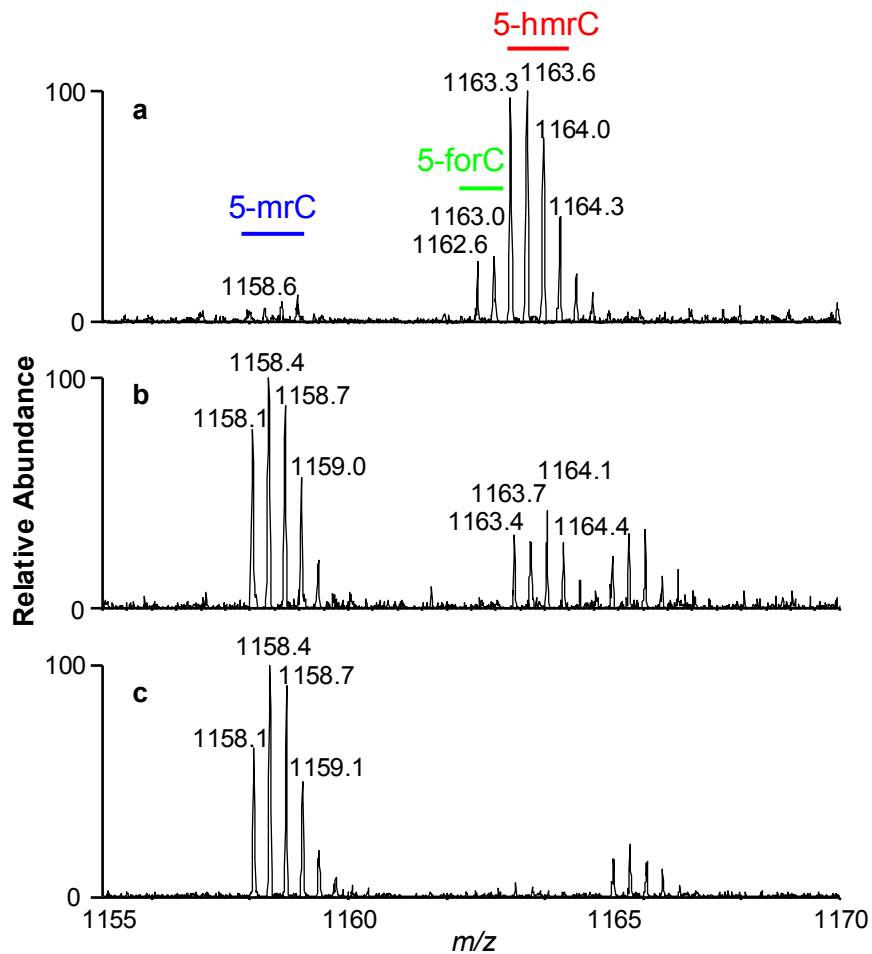 5-hmrC
1163.3 1163.6
100
a
1164.0
5-forC
5-mrC
1163.0 1164.3
1162.6
1158.6
0
1158.4
100
b
1158.7
1158.1
1159.0
1164.1
1163.7
1163.4 1164.4
0
Relative Abundance
1158.4
100
c
1158.7
1158.1
1159.1
0
1155 1160 1165 1170
m/z